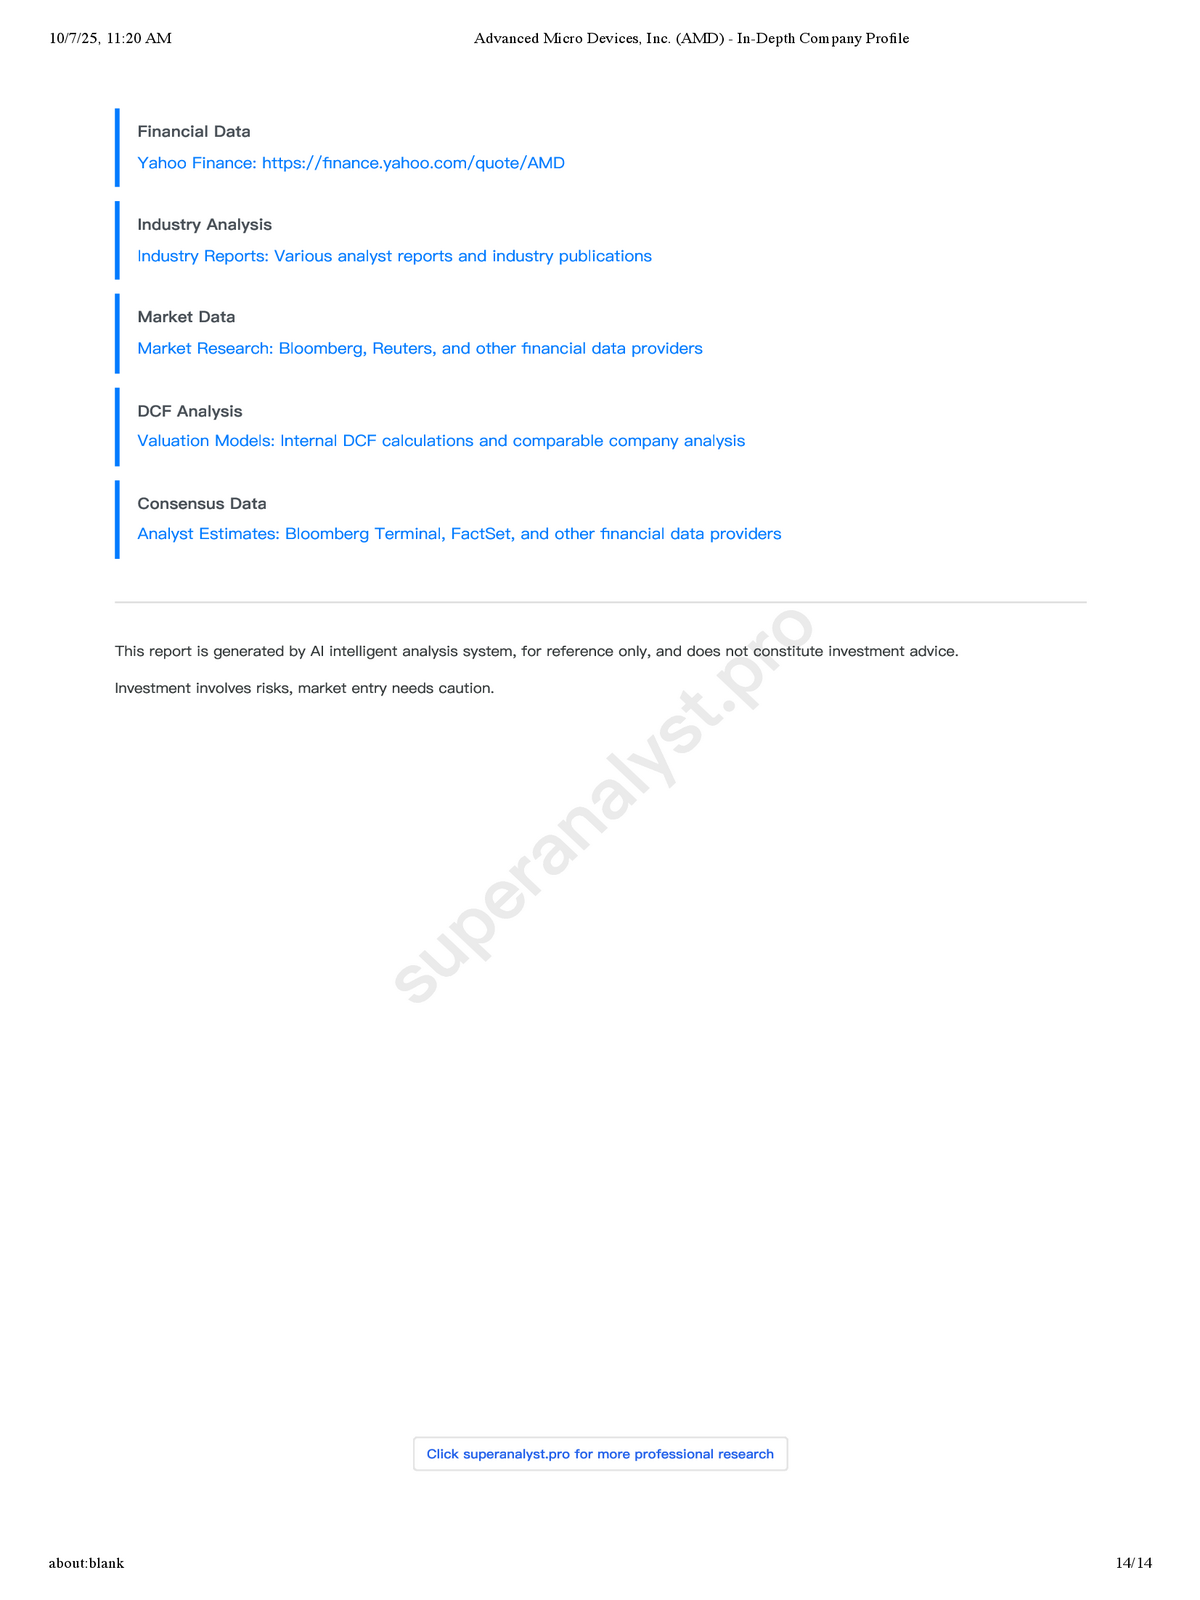 10/7/25, 11:20 AM
Advanced Micro Devices, Inc. (AMD) - In-Depth Company Profile
Financial Data
Yahoo Finance: https://finance.yahoo.com/quote/AMD
Industry Analysis
Industry Reports: Various analyst reports and industry publications
Market Data
Market Research: Bloomberg, Reuters, and other financial data providers
DCF Analysis
Valuation Models: Internal DCF calculations and comparable company analysis
Consensus Data
Analyst Estimates: Bloomberg Terminal, FactSet, and other financial data providers
This report is generated by AI intelligent analysis system, for reference only, and does not constitute investment advice.
Investment involves risks, market entry needs caution.
superanalyst.pro
Click superanalyst.pro for more professional research
about:blank
14/14